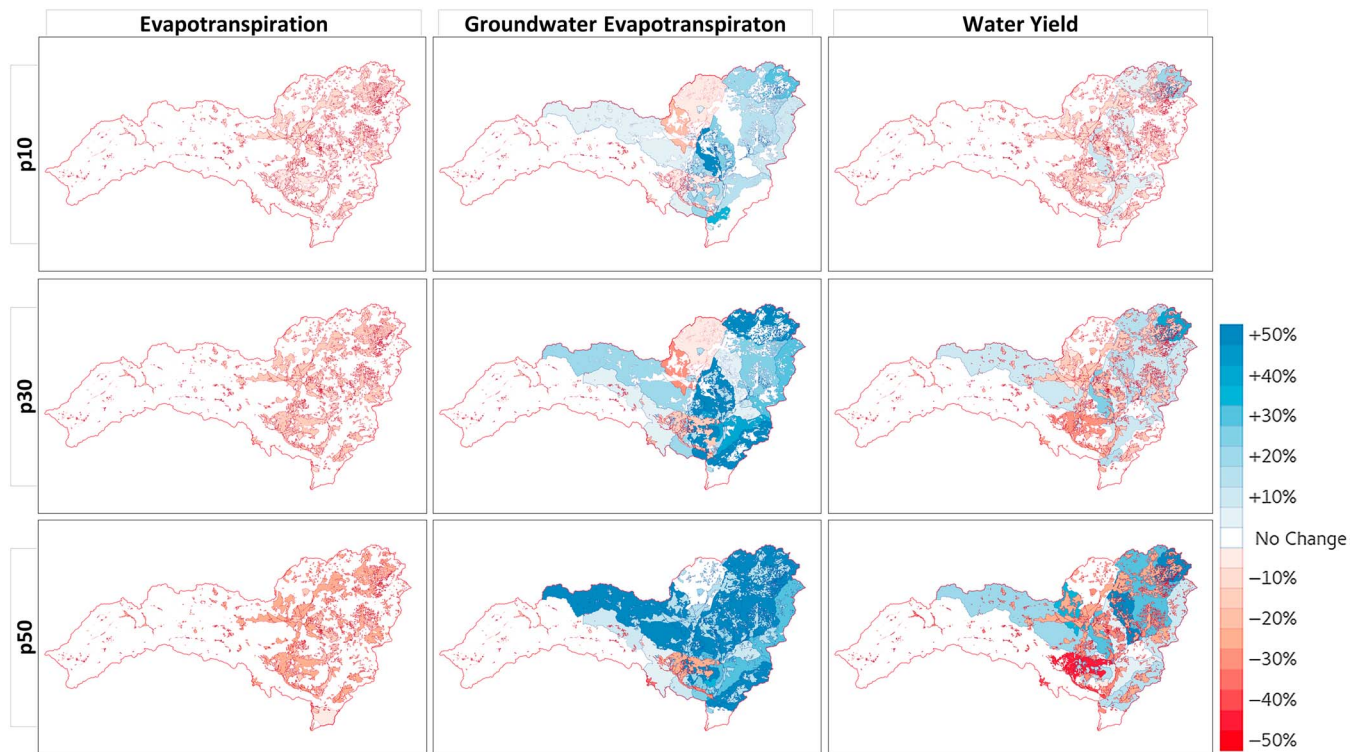 Evapotranspiration
Groundwater Evapotranspiraton
Water Yield
p10
p30
p50
+50%
+40%
+30%
+20%
+10%
No Change
−10%
−20%
−30%
−40%
−50%